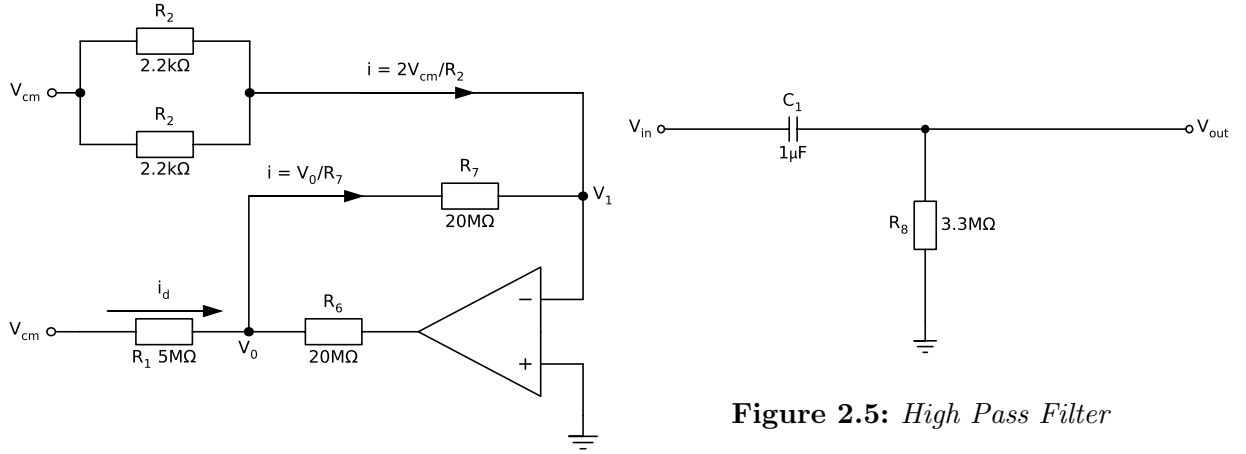 R2
2.2kΩ
Vcm
i = 2Vcm/R2
R2
2.2kΩ
i = V0/R7
R7
20MΩ
V1
id
Vcm
R1 5MΩ
V0
R6
20MΩ
−
+
C1
1μF
Vin
Vout
R8
3.3MΩ
Figure 2.5: High Pass Filter